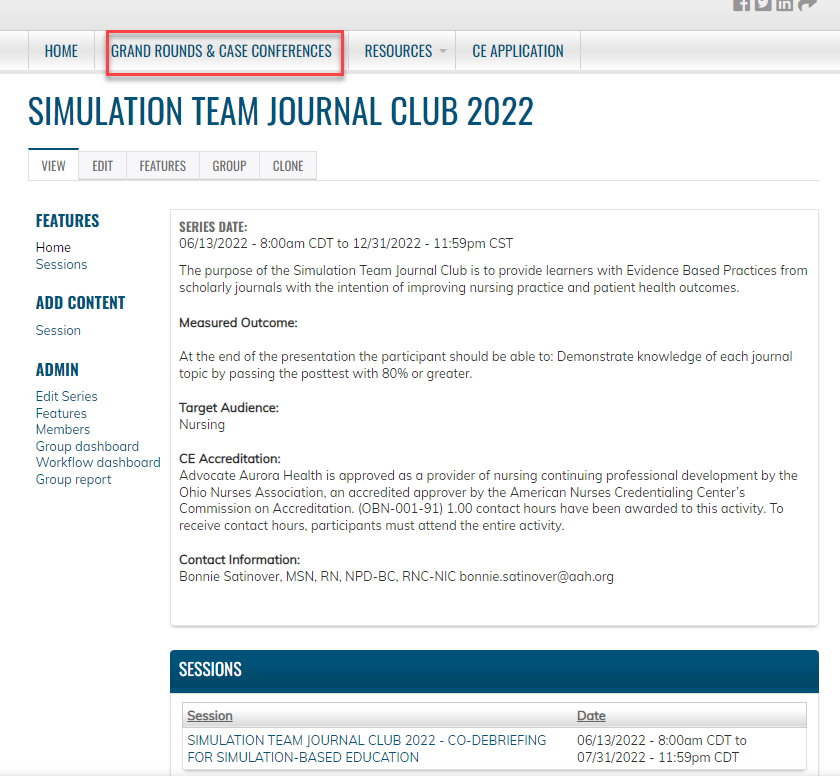 HOME GRAND ROUNDS & CASE CONFERENCES RESOURCES CE APPLICATION
SIMULATION TEAM JOURNAL CLUB 2022
VIEW EDIT FEATURES GROUP CLONE
FEATURES
Home
Sessions
ADD CONTENT
Session
ADMIN
Edit Series
Features
Members
Group dashboard
Workflow dashboard
Group report
SERIES DATE:
06/13/2022 - 8:00am CDT to 12/31/2022 - 11:59pm CST
The purpose of the Simulation Team Journal Club is to provide learners with Evidence Based Practices from
scholarly journals with the intention of improving nursing practice and patient health outcomes.
Measured Outcome:
At the end of the presentation the participant should be able to: Demonstrate knowledge of each journal
topic by passing the posttest with 80% or greater.
Target Audience:
Nursing
CE Accreditation:
Advocate Aurora Health is approved as a provider of nursing continuing professional development by the
Ohio Nurses Association, an accredited approver by the American Nurses Credentialing Center's
Commission on Accreditation. (OBN-001-91) 1.00 contact hours have been awarded to this activity. To
receive contact hours, participants must attend the entire activity.
Contact Information:
Bonnie Satinover, MSN, RN, NPD-BC, RNC-NIC bonnie.satinover@aah.org
SESSIONS
Session Date
SIMULATION TEAM JOURNAL CLUB 2022 - CO-DEBRIEFING 06/13/2022 - 8:00am CDT to
FOR SIMULATION-BASED EDUCATION 07/31/2022 - 11:59pm CDT